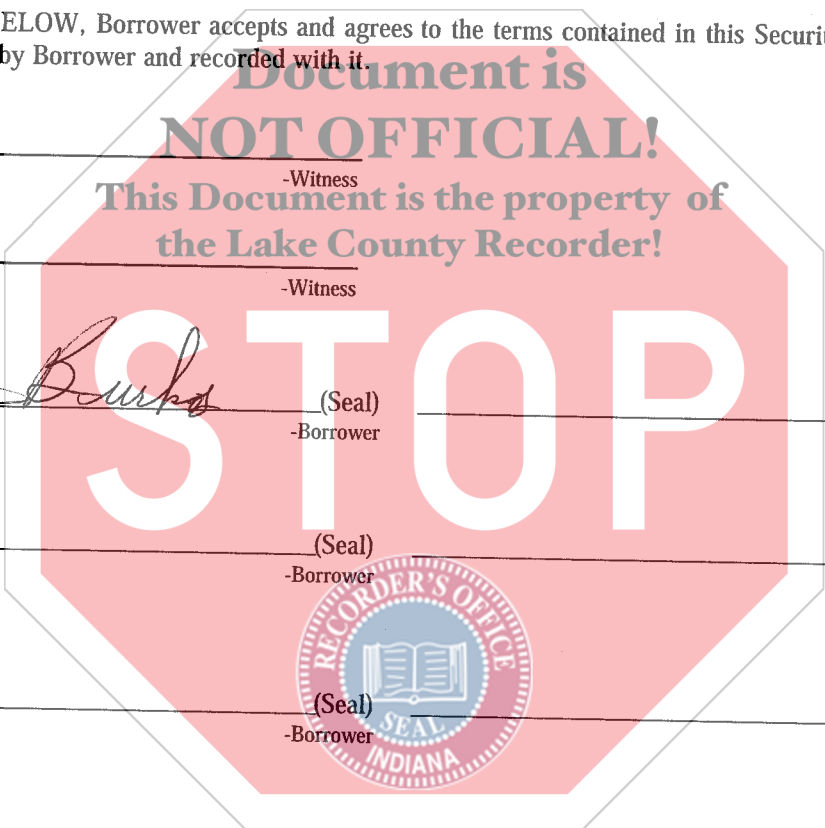 ELOW, Borrower accepts and agrees to the terms contained in this Securi
by Borrower and recorded with it.
Document is
NOT OFFICIAL!
-Witness
This Document is the property of
the Lake County Recorder!
-Witness
STOP
(Seal)
-Borrower
(Seal)
-Borrower
RECORDER'S OFFICE
(Seal)
-Borrower
SEAL
INDIANA